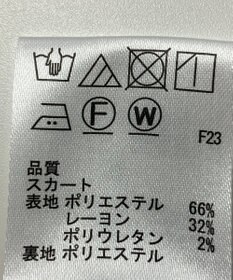 F W
F23
品質
スカート
表地 ポリエステル 66%
レーヨン 32%
ポリウレタン 2%
裏地 ポリエステル